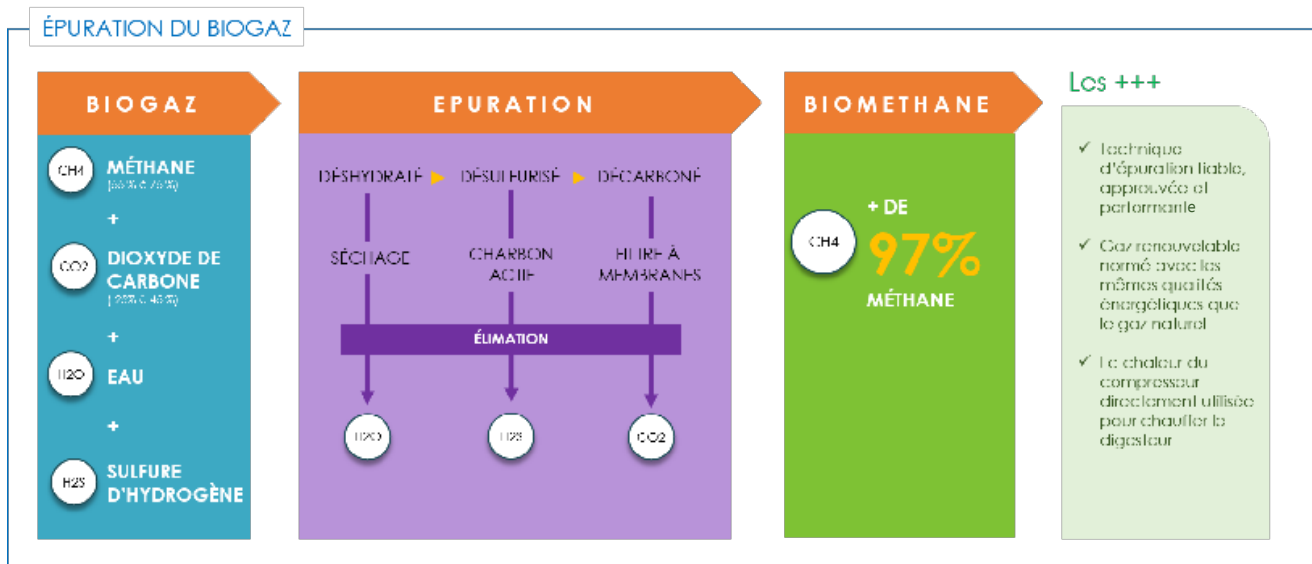 ÉPURATION DU BIOGAZ
BIOGAZ
CH4
MÉTHANE
+
CO2
DIOXYDE DE
CARBONE
+
H2O
EAU
+
H2S
SULFURE
D'HYDROGÈNE
EPURATION
DÉSHYDRATÉ
DÉSULFURISÉ
DÉCARBONÉ
SÉCHAGE
CHARBON
ACTIF
FILTRE À
MEMBRANES
ÉLIMATION
H2O
H2S
CO2
BIOMETHANE
CH4
+ DE
97%
MÉTHANE
Les +++
✓ Technique
d'épuration fiable,
approuvée et
performante
✓ Gaz renouvelable
normé avec les
mêmes qualités
énergétiques que
le gaz naturel
✓ La chaleur du
compresseur
directement utilisée
pour chauffer le
digesteur